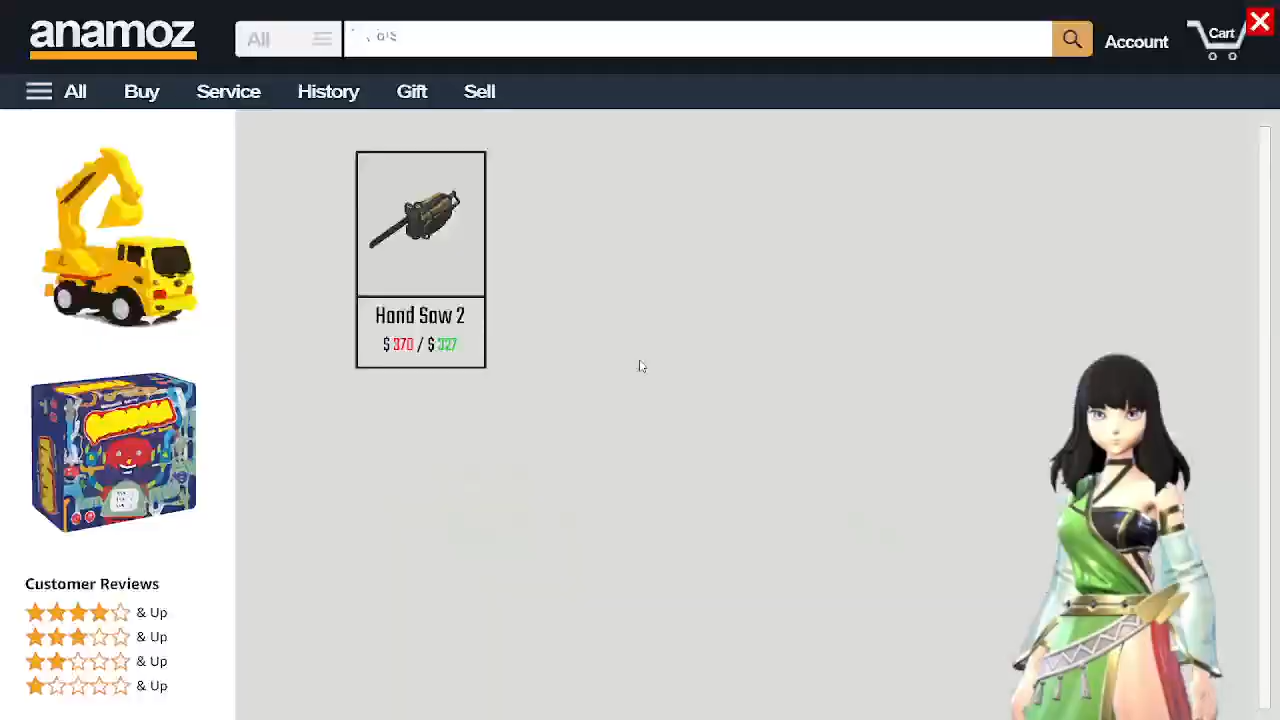 anamoz
All
Account
Cart
All Buy Service History Gift Sell
Hand Saw 2
$ 370 / $ 327
Customer Reviews
& Up
& Up
& Up
& Up